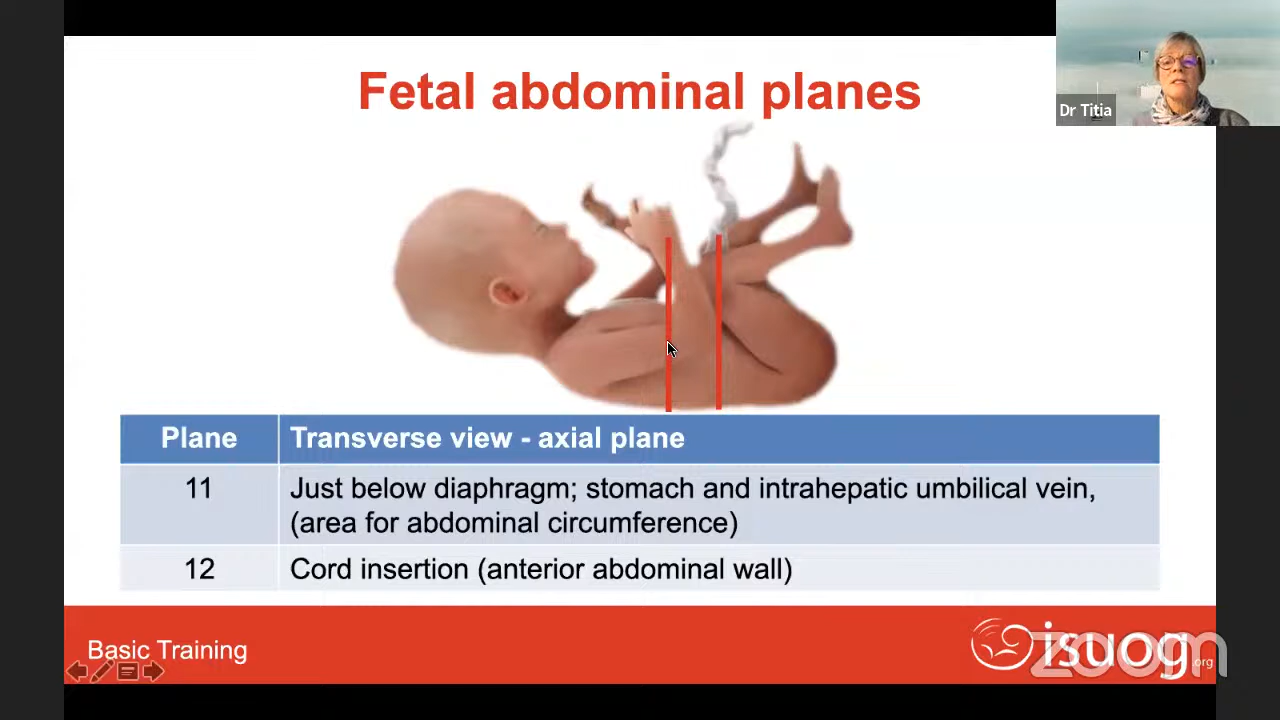 Fetal abdominal planes
Dr Titia
Plane
Transverse view - axial plane
11
Just below diaphragm; stomach and intrahepatic umbilical vein,
(area for abdominal circumference)
12
Cord insertion (anterior abdominal wall)
Basic Training
isuog.org
zoom